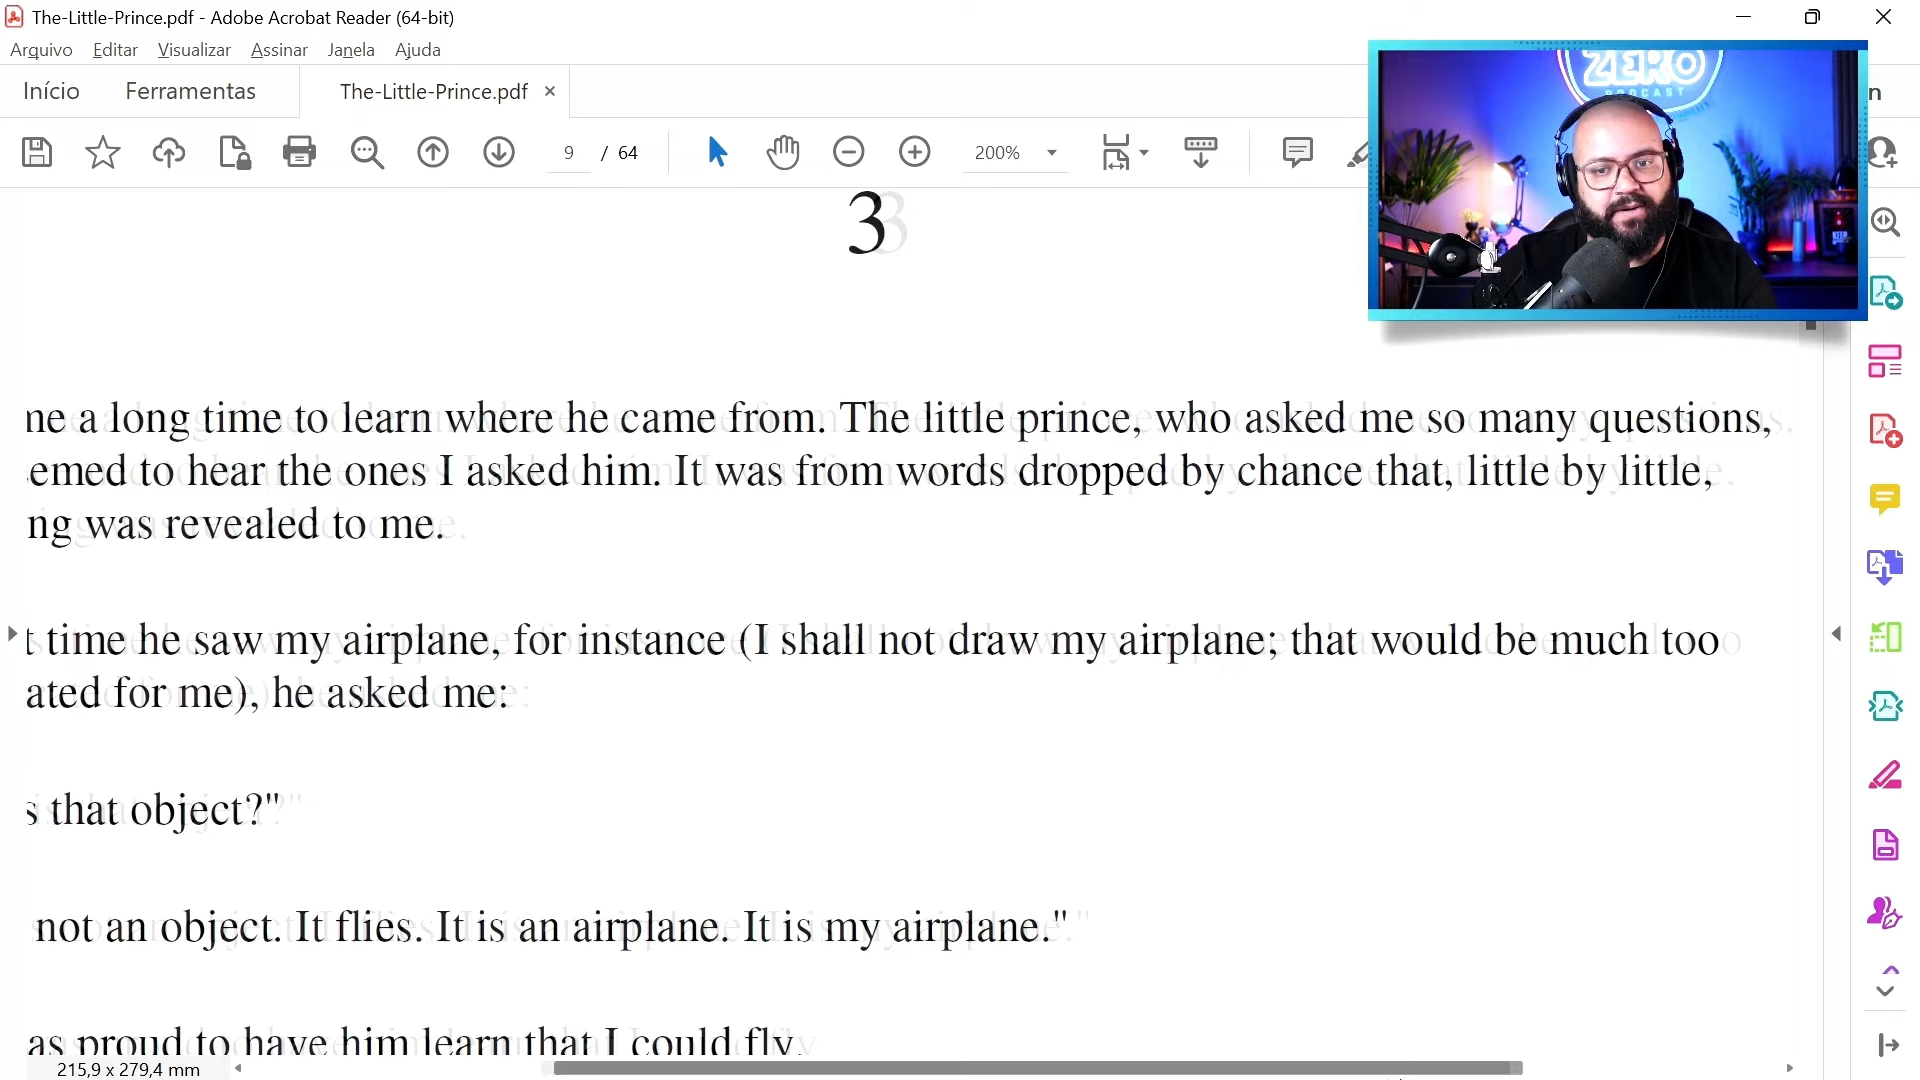 The-Little-Prince.pdf - Adobe Acrobat Reader (64-bit)
Arquivo Editar Visualizar Assinar Janela Ajuda
Início Ferramentas The-Little-Prince.pdf
9 / 64 200%
ZERO
PODCAST
3
me a long time to learn where he came from. The little prince, who asked me so many questions,
emed to hear the ones I asked him. It was from words dropped by chance that, little by little,
ng was revealed to me.
t time he saw my airplane, for instance (I shall not draw my airplane; that would be much too
ated for me), he asked me:
s that object?"
not an object. It flies. It is an airplane. It is my airplane."
as proud to have him learn that I could fly.
215,9 x 279,4 mm